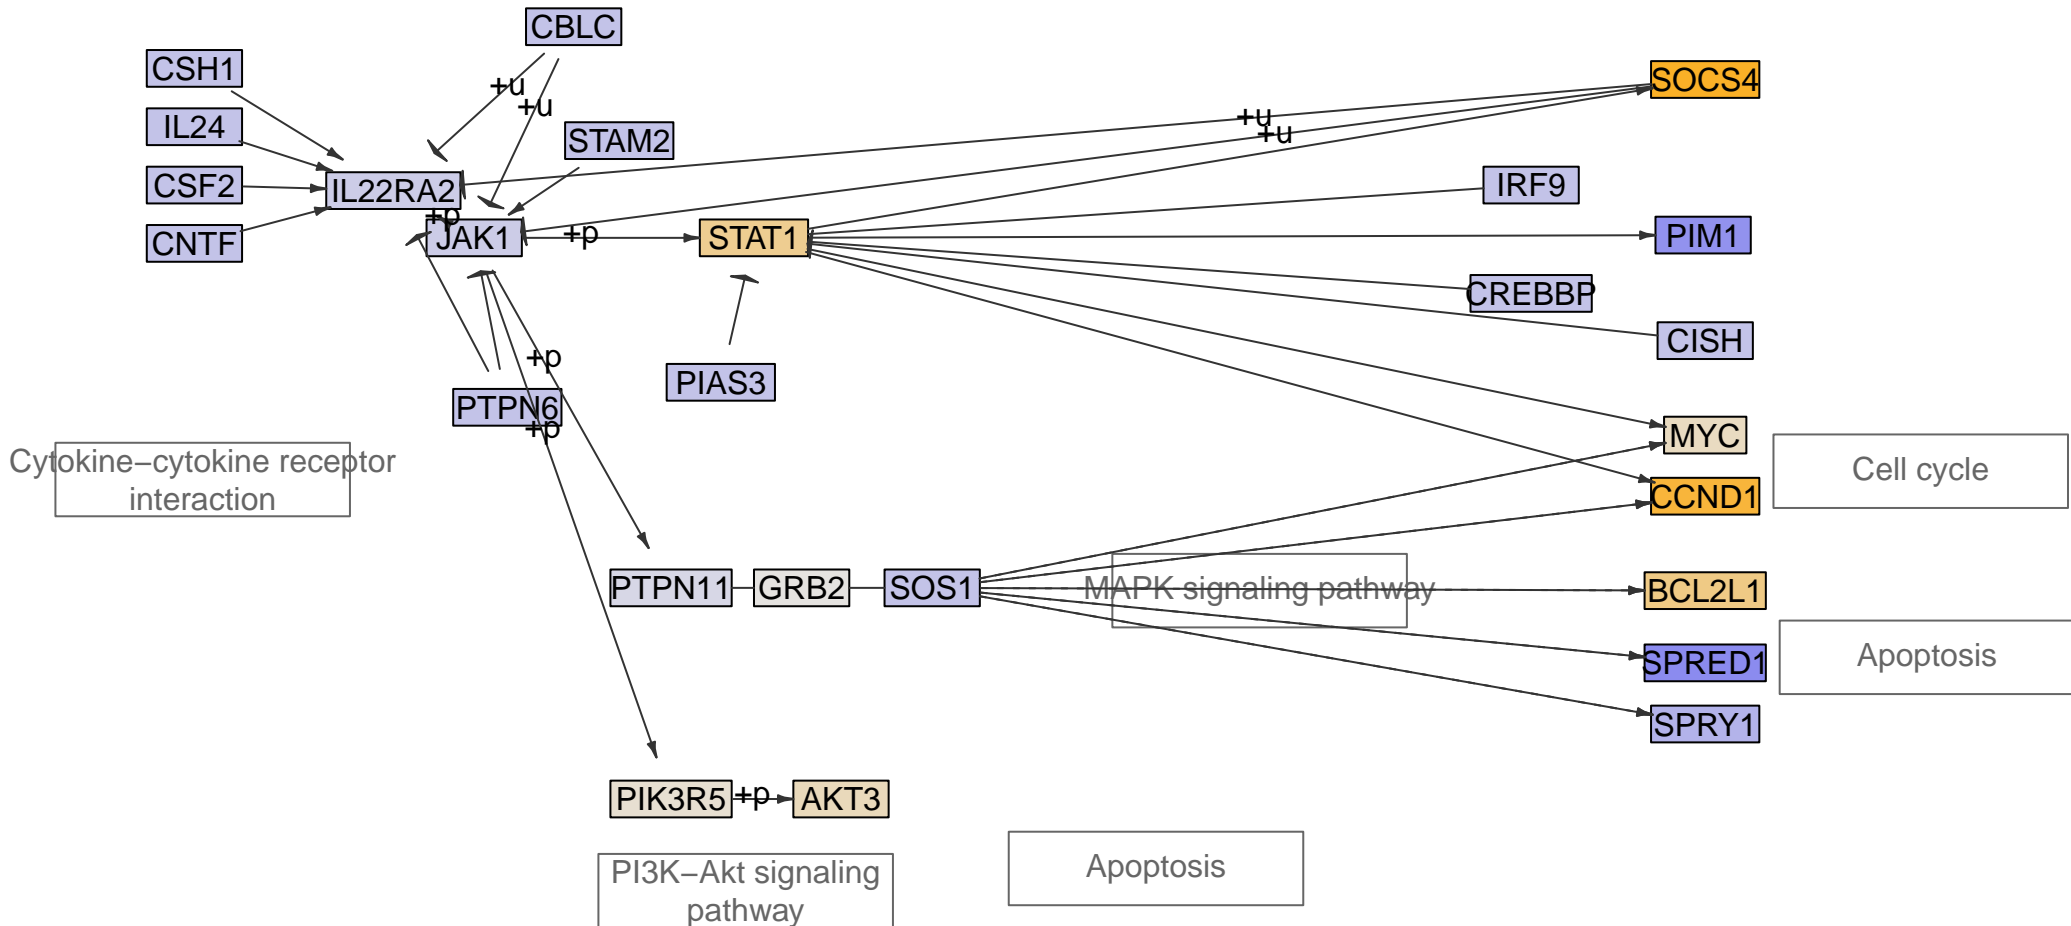 CBLC
CSH1
SOCS4
+u
+u
+u
IL24
+u
STAM2
CSF2
IL22RA2
IRF9
+p
CNTF
JAK1
+p
STAT1
PIM1
CREBBP
CISH
+p
PIAS3
PTPN6
+p
MYC
Cytokine−cytokine receptor
interaction
Cell cycle
CCND1
PTPN11
GRB2
SOS1
MAPK signaling pathway
BCL2L1
SPRED1
Apoptosis
SPRY1
PIK3R5
+p
AKT3
PI3K−Akt signaling
pathway
Apoptosis